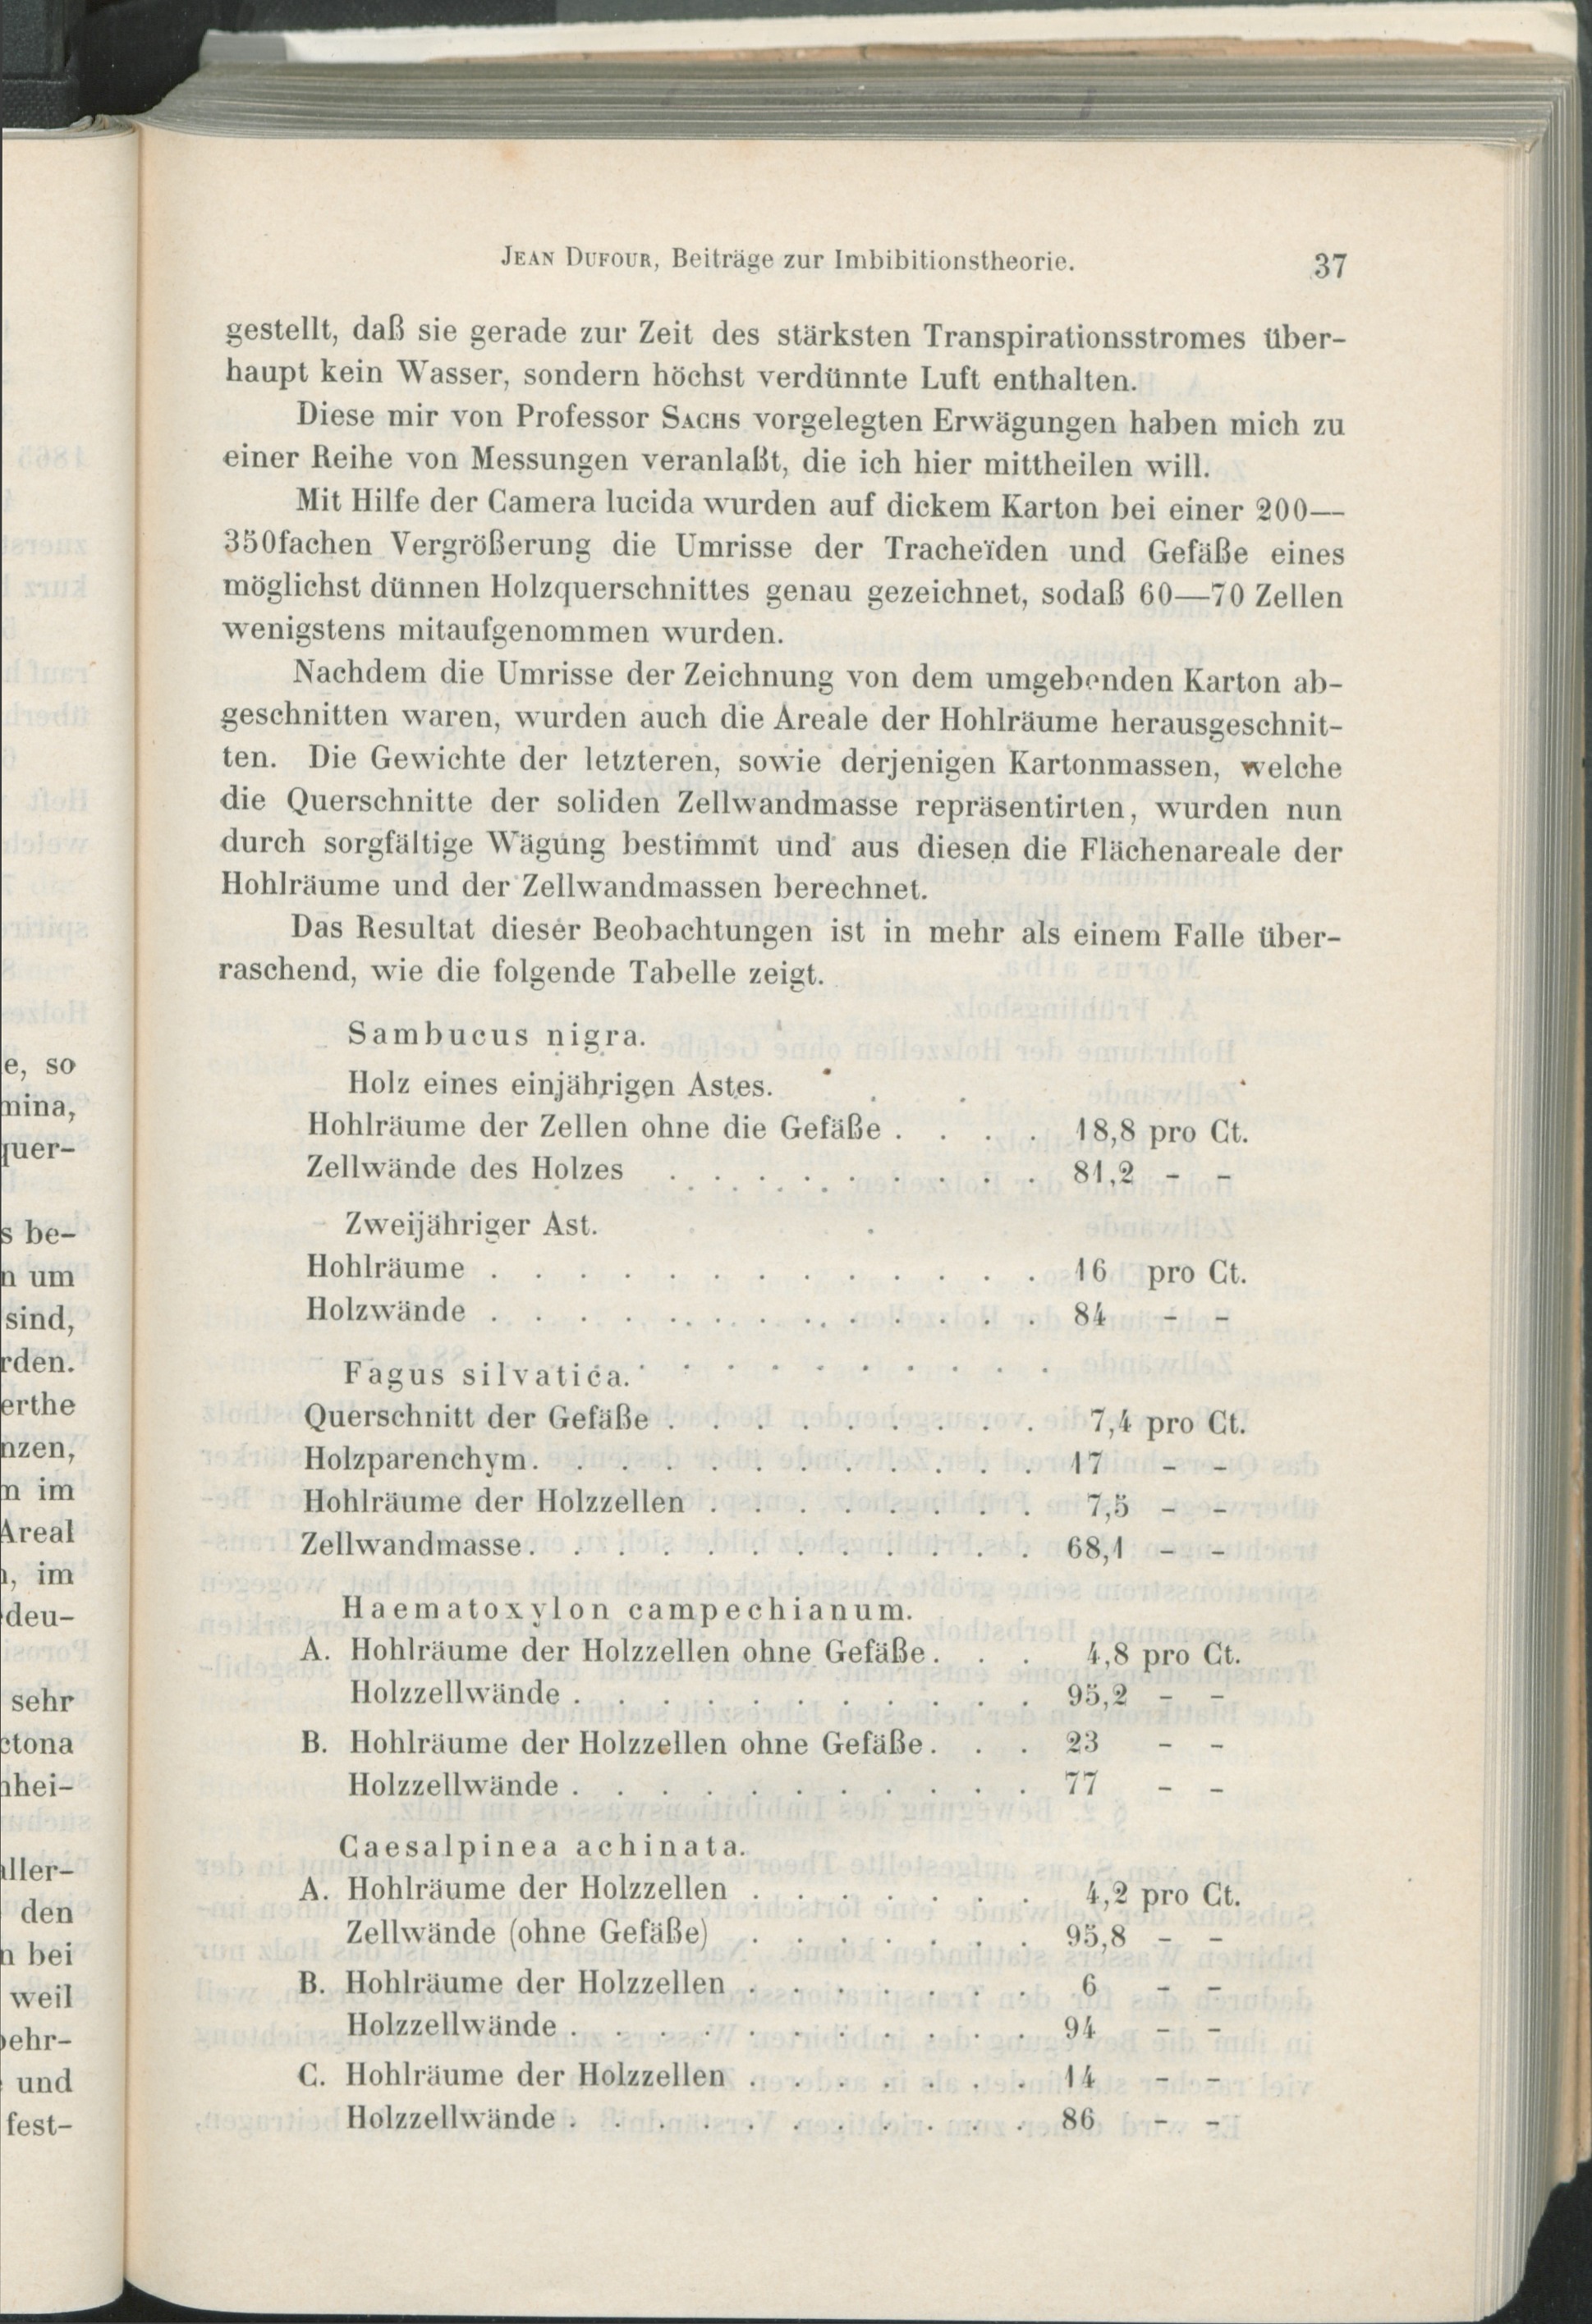 JEAN DUFOUR, Beiträge zur Imbibitionstheorie. 37
gestellt, daß sie gerade zur Zeit des stärksten Transpirationsstromes über-
haupt kein Wasser, sondern höchst verdünnte Luft enthalten.
Diese mir von Professor SACHS vorgelegten Erwägungen haben mich zu
einer Reihe von Messungen veranlaßt, die ich hier mittheilen will.
Mit Hilfe der Camera lucida wurden auf dickem Karton bei einer 200—
350fachen Vergrößerung die Umrisse der Tracheïden und Gefäße eines
möglichst dünnen Holzquerschnittes genau gezeichnet, sodaß 60—70 Zellen
wenigstens mitaufgenommen wurden.
Nachdem die Umrisse der Zeichnung von dem umgebenden Karton ab-
geschnitten waren, wurden auch die Areale der Hohlräume herausgeschnit-
ten. Die Gewichte der letzteren, sowie derjenigen Kartonmassen, welche
die Querschnitte der soliden Zellwandmasse repräsentirten, wurden nun
durch sorgfältige Wägung bestimmt und aus diesen die Flächenareale der
Hohlräume und der Zellwandmassen berechnet.
Das Resultat dieser Beobachtungen ist in mehr als einem Falle über-
raschend, wie die folgende Tabelle zeigt.
Sambucus nigra.
Holz eines einjährigen Astes.
Hohlräume der Zellen ohne die Gefäße . . . . 18,8 pro Ct.
Zellwände des Holzes . . . . . . . . . 81,2 - -
Zweijähriger Ast.
Hohlräume . . . . . . . . . . . . . 16 pro Ct.
Holzwände . . . . . . . . . . . . . 84 - -
Fagus silvatica.
Querschnitt der Gefäße . . . . . . . . . 7,4 pro Ct.
Holzparenchym . . . . . . . . . . . . 17 - -
Hohlräume der Holzzellen . . . . . . . . 7,5 - -
Zellwandmasse . . . . . . . . . . . . 68,1 - -
Haematoxylon campechianum.
A. Hohlräume der Holzzellen ohne Gefäße . . . 4,8 pro Ct.
Holzzellwände . . . . . . . . . . . 95,2 - -
B. Hohlräume der Holzzellen ohne Gefäße . . . 23 - -
Holzzellwände . . . . . . . . . . . 77 - -
Caesalpinea achinata.
A. Hohlräume der Holzzellen . . . . . . . 4,2 pro Ct.
Zellwände (ohne Gefäße) . . . . . . . 95,8 - -
B. Hohlräume der Holzzellen . . . . . . . 6 - -
Holzzellwände . . . . . . . . . . . 94 - -
C. Hohlräume der Holzzellen . . . . . . . 14 - -
Holzzellwände . . . . . . . . . . . 86 - -